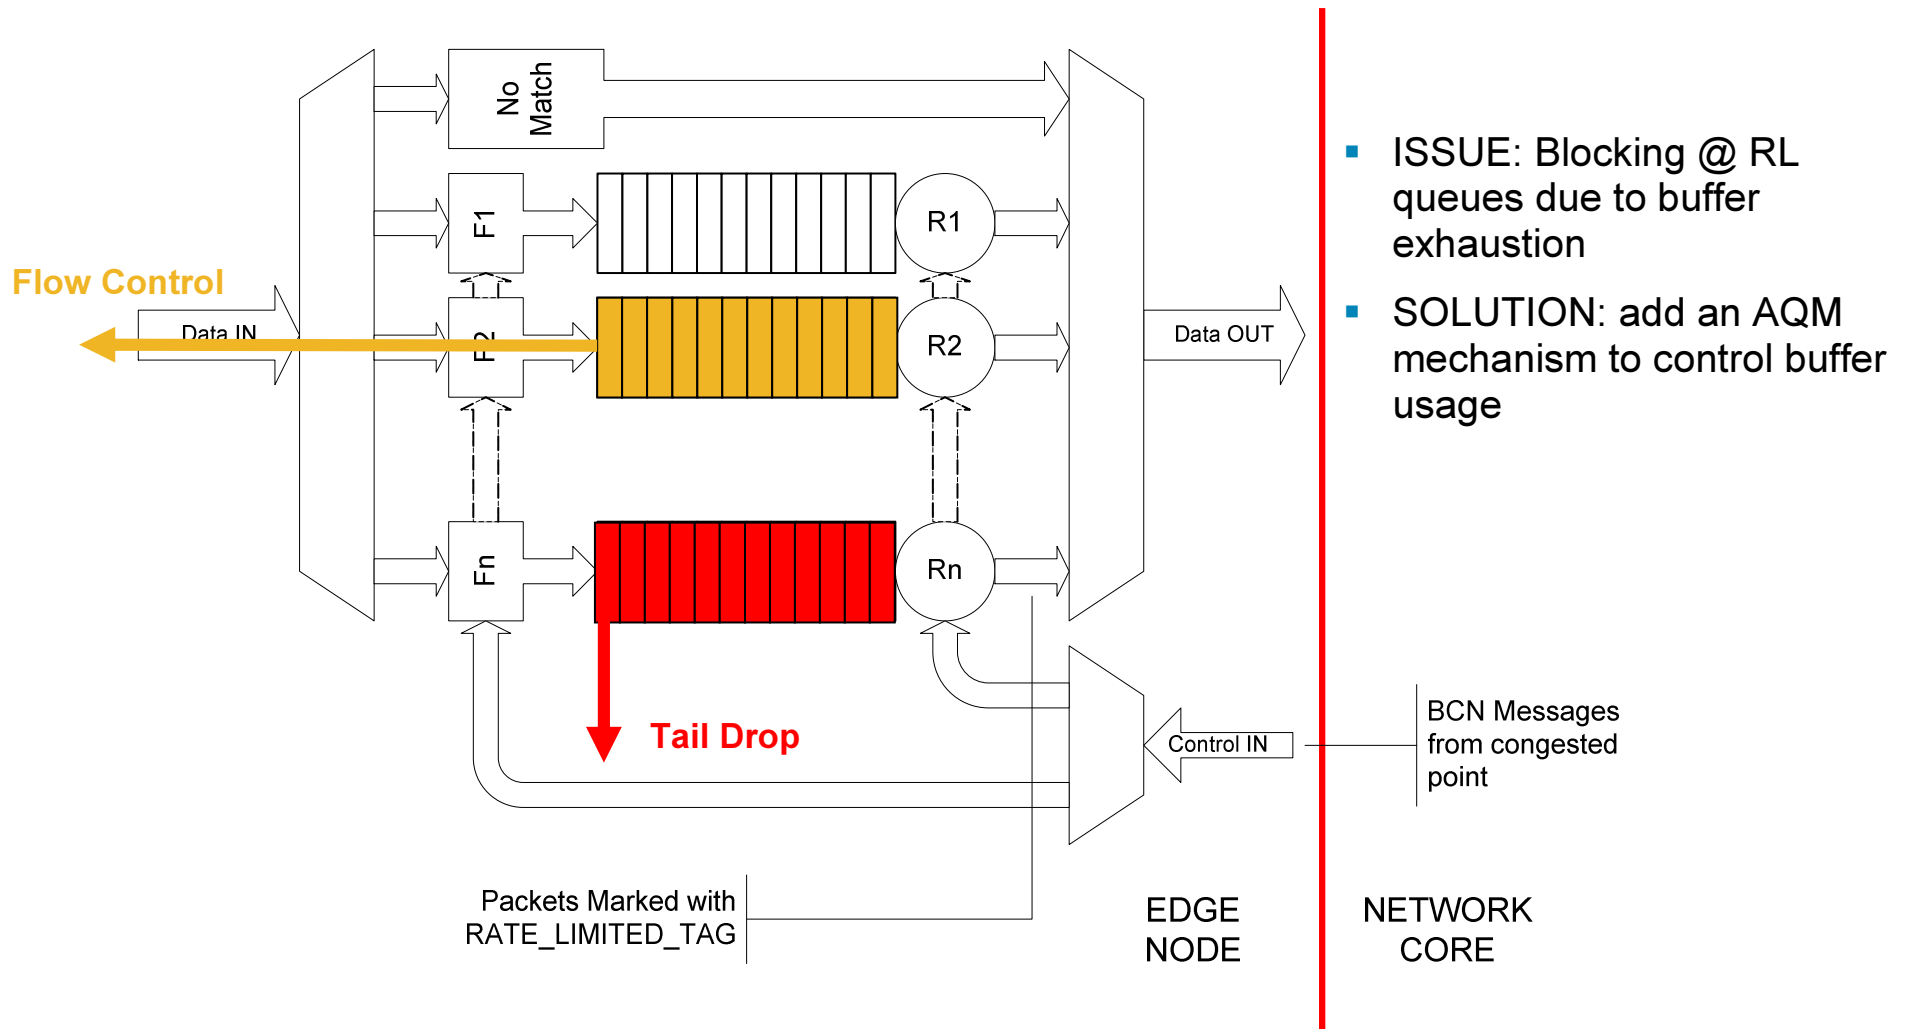 No
Match
F1
R1
Flow Control
Data IN
F2
R2
Data OUT
Fn
Rn
Tail Drop
Control IN
Packets Marked with
RATE_LIMITED_TAG
EDGE
NODE
▪ ISSUE: Blocking @ RL
queues due to buffer
exhaustion
▪ SOLUTION: add an AQM
mechanism to control buffer
usage
BCN Messages
from congested
point
NETWORK
CORE